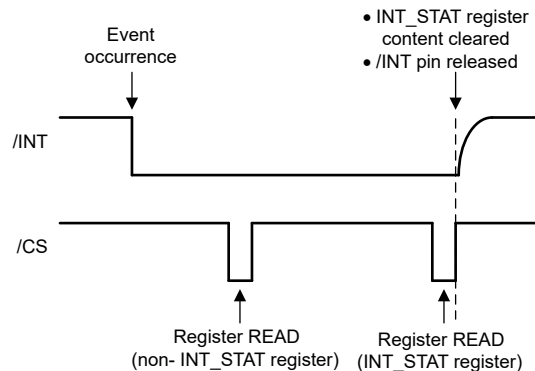 Event
occurrence
• INT_STAT register
content cleared
• /INT pin released
/INT
/CS
Register READ
(non- INT_STAT register)
Register READ
(INT_STAT register)